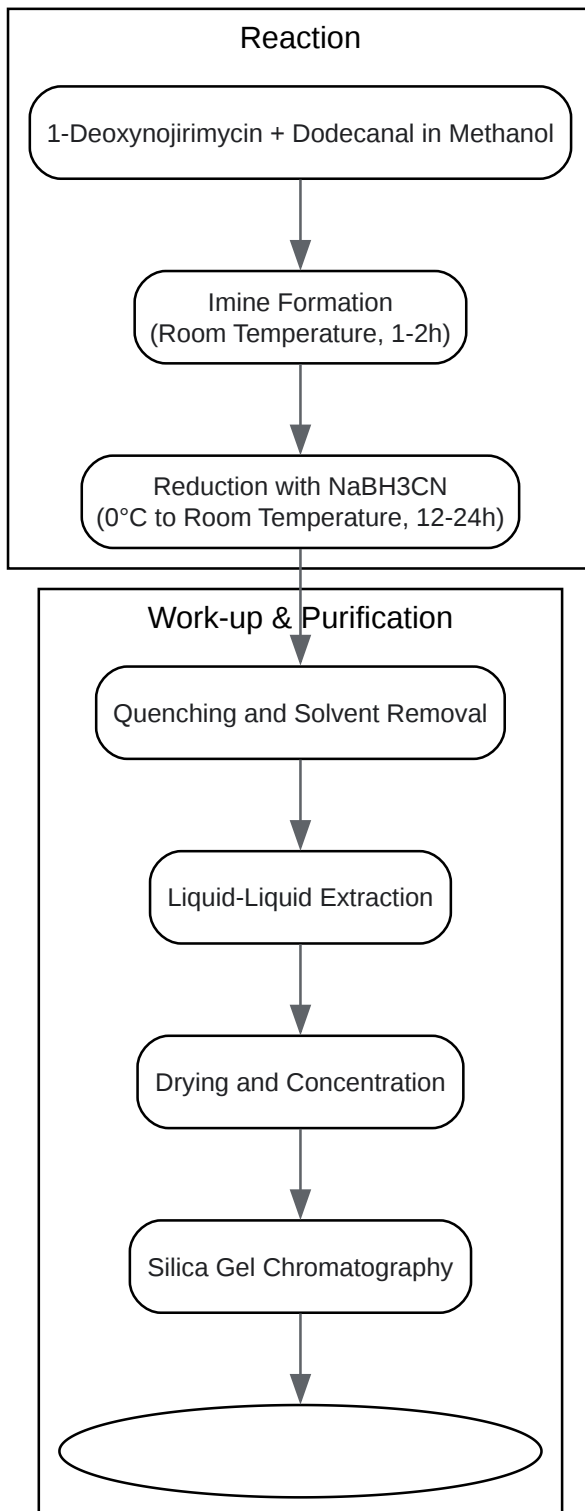 Reaction
1-Deoxynojirimycin + Dodecanal in Methanol
Imine Formation
(Room Temperature, 1-2h)
Reduction with NaBH3CN
(0°C to Room Temperature, 12-24h)
Work-up & Purification
Quenching and Solvent Removal
Liquid-Liquid Extraction
Drying and Concentration
Silica Gel Chromatography